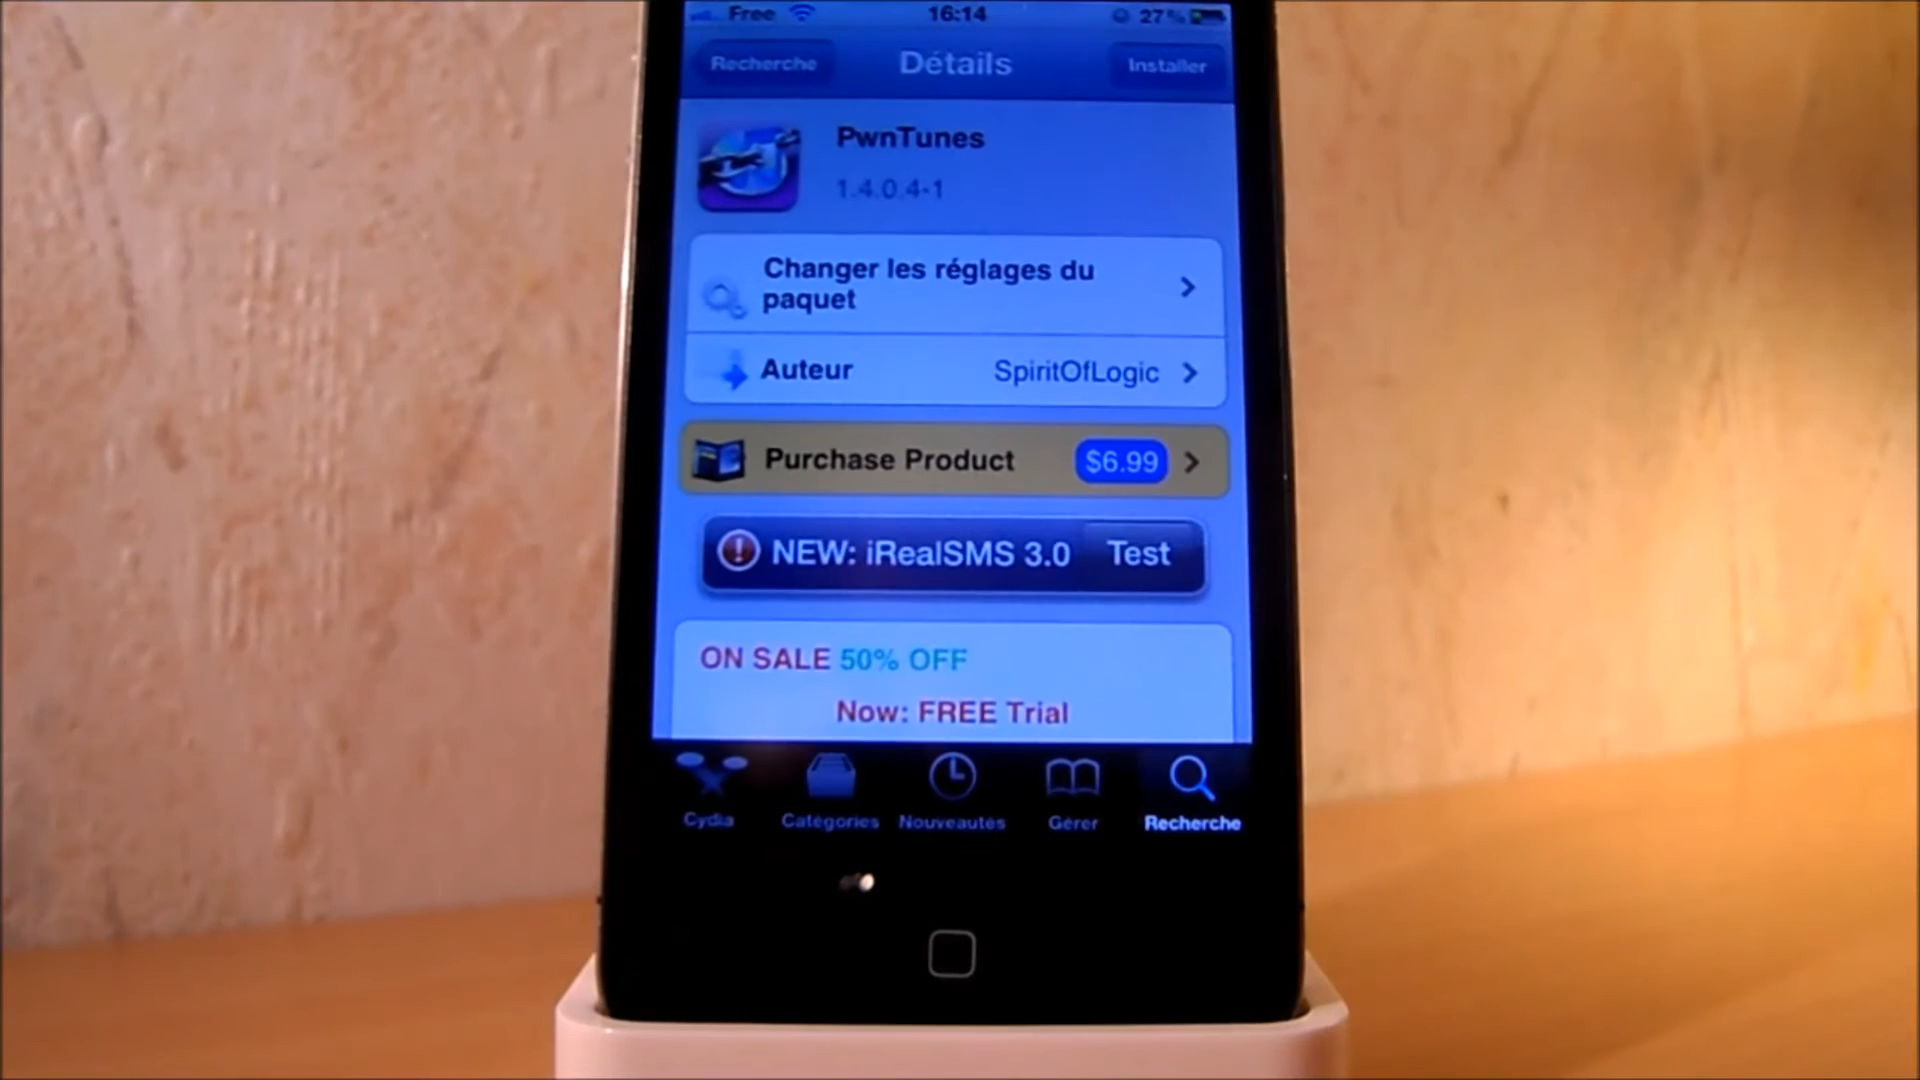 Free 16:14 27%
Recherche Détails Installer
PwnTunes
1.4.0.4-1
Changer les réglages du
paquet
Auteur SpiritOfLogic
Purchase Product $6.99
NEW: iRealSMS 3.0 Test
ON SALE 50% OFF
Now: FREE Trial
Cydia Catégories Nouveautés Gérer Recherche